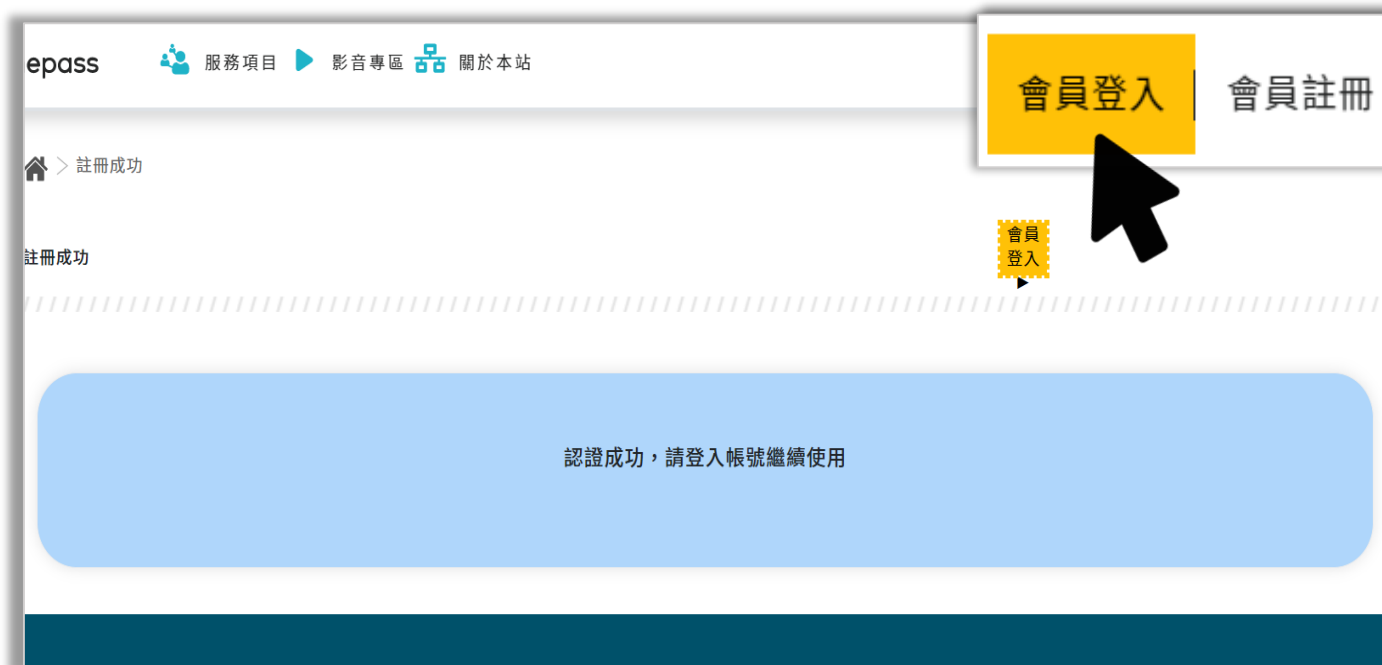 epass 服務項目 影音專區 關於本站
會員登入 會員註冊
註冊成功
註冊成功
會員
登入
認證成功，請登入帳號繼續使用